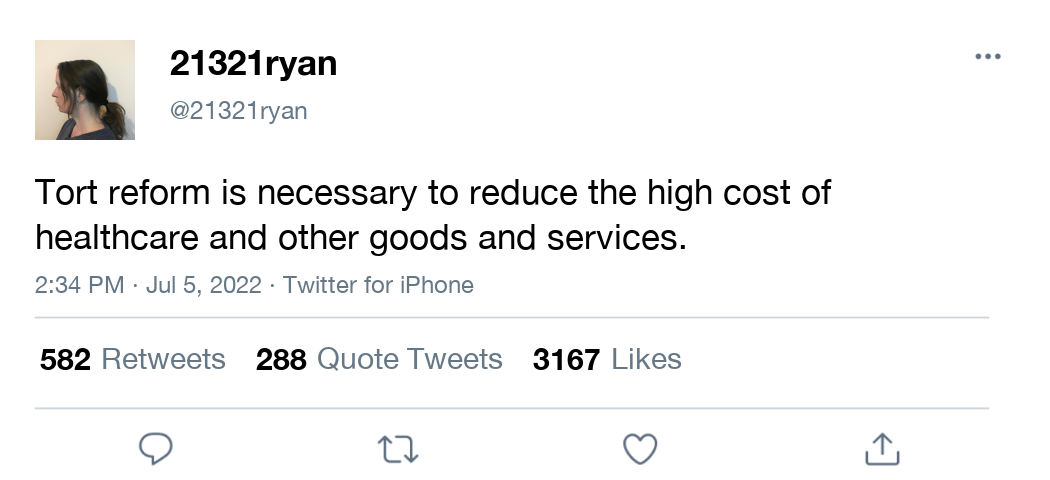 21321ryan
@21321ryan
Tort reform is necessary to reduce the high cost of
healthcare and other goods and services.
2:34 PM · Jul 5, 2022 · Twitter for iPhone
582 Retweets 288 Quote Tweets 3167 Likes